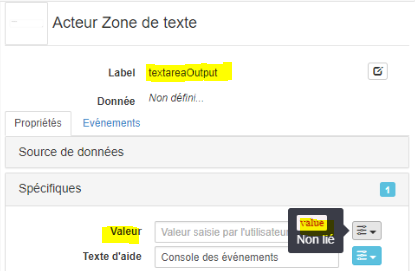 Acteur Zone de texte
Label textareaOutput
Donnée Non défini...
Propriétés Evènements
Source de données
Spécifiques 1
value
Valeur Valeur saisie par l'utilisateur
Non lié
Texte d'aide Console des évènements